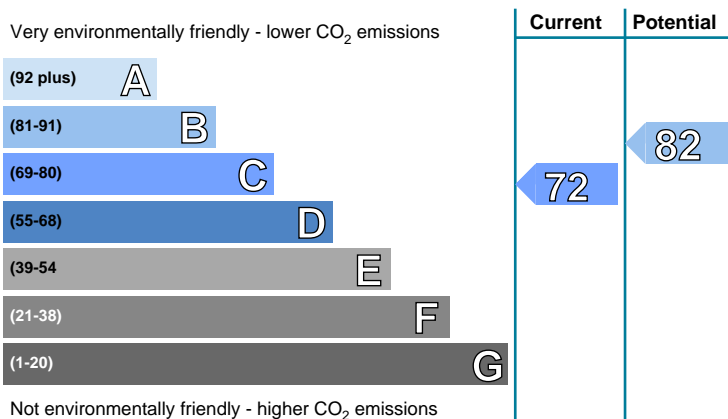 Current Potential
Very environmentally friendly - lower CO2 emissions
(92 plus) A
(81-91) B
82
(69-80) C
72
(55-68) D
(39-54 E
(21-38) F
(1-20) G
Not environmentally friendly - higher CO2 emissions